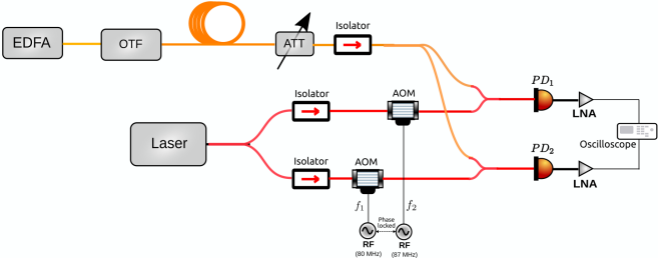 EDFA
OTF
ATT
Isolator
Isolator
AOM
Laser
Isolator
AOM
PD1
LNA
Oscilloscope
PD2
LNA
f1
f2
Phase
locked
RF
(80 MHz)
RF
(87 MHz)